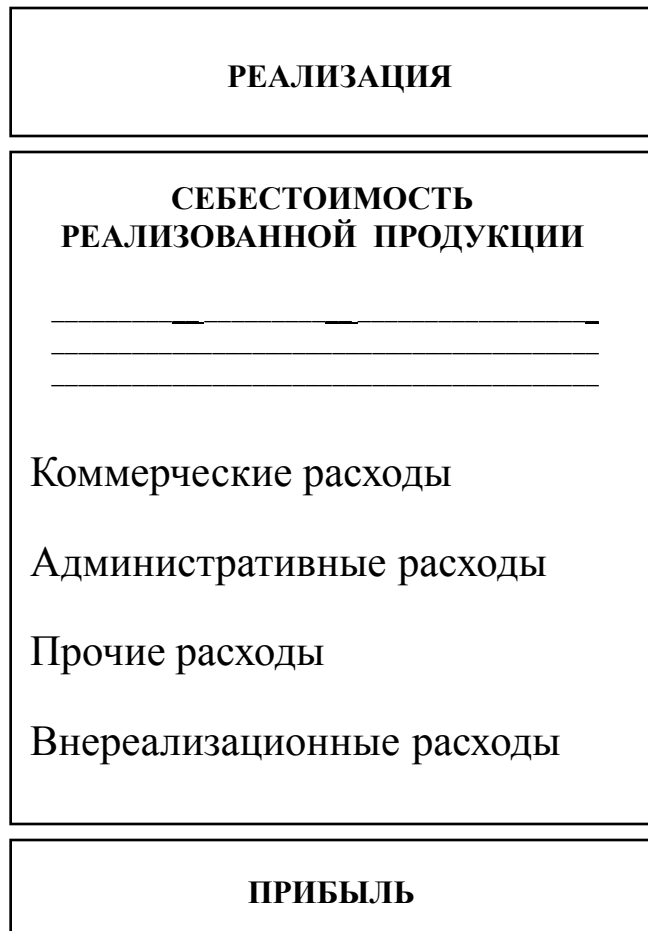 РЕАЛИЗАЦИЯ
СЕБЕСТОИМОСТЬ
РЕАЛИЗОВАННОЙ ПРОДУКЦИИ
Коммерческие расходы
Административные расходы
Прочие расходы
Внереализационные расходы
ПРИБЫЛЬ